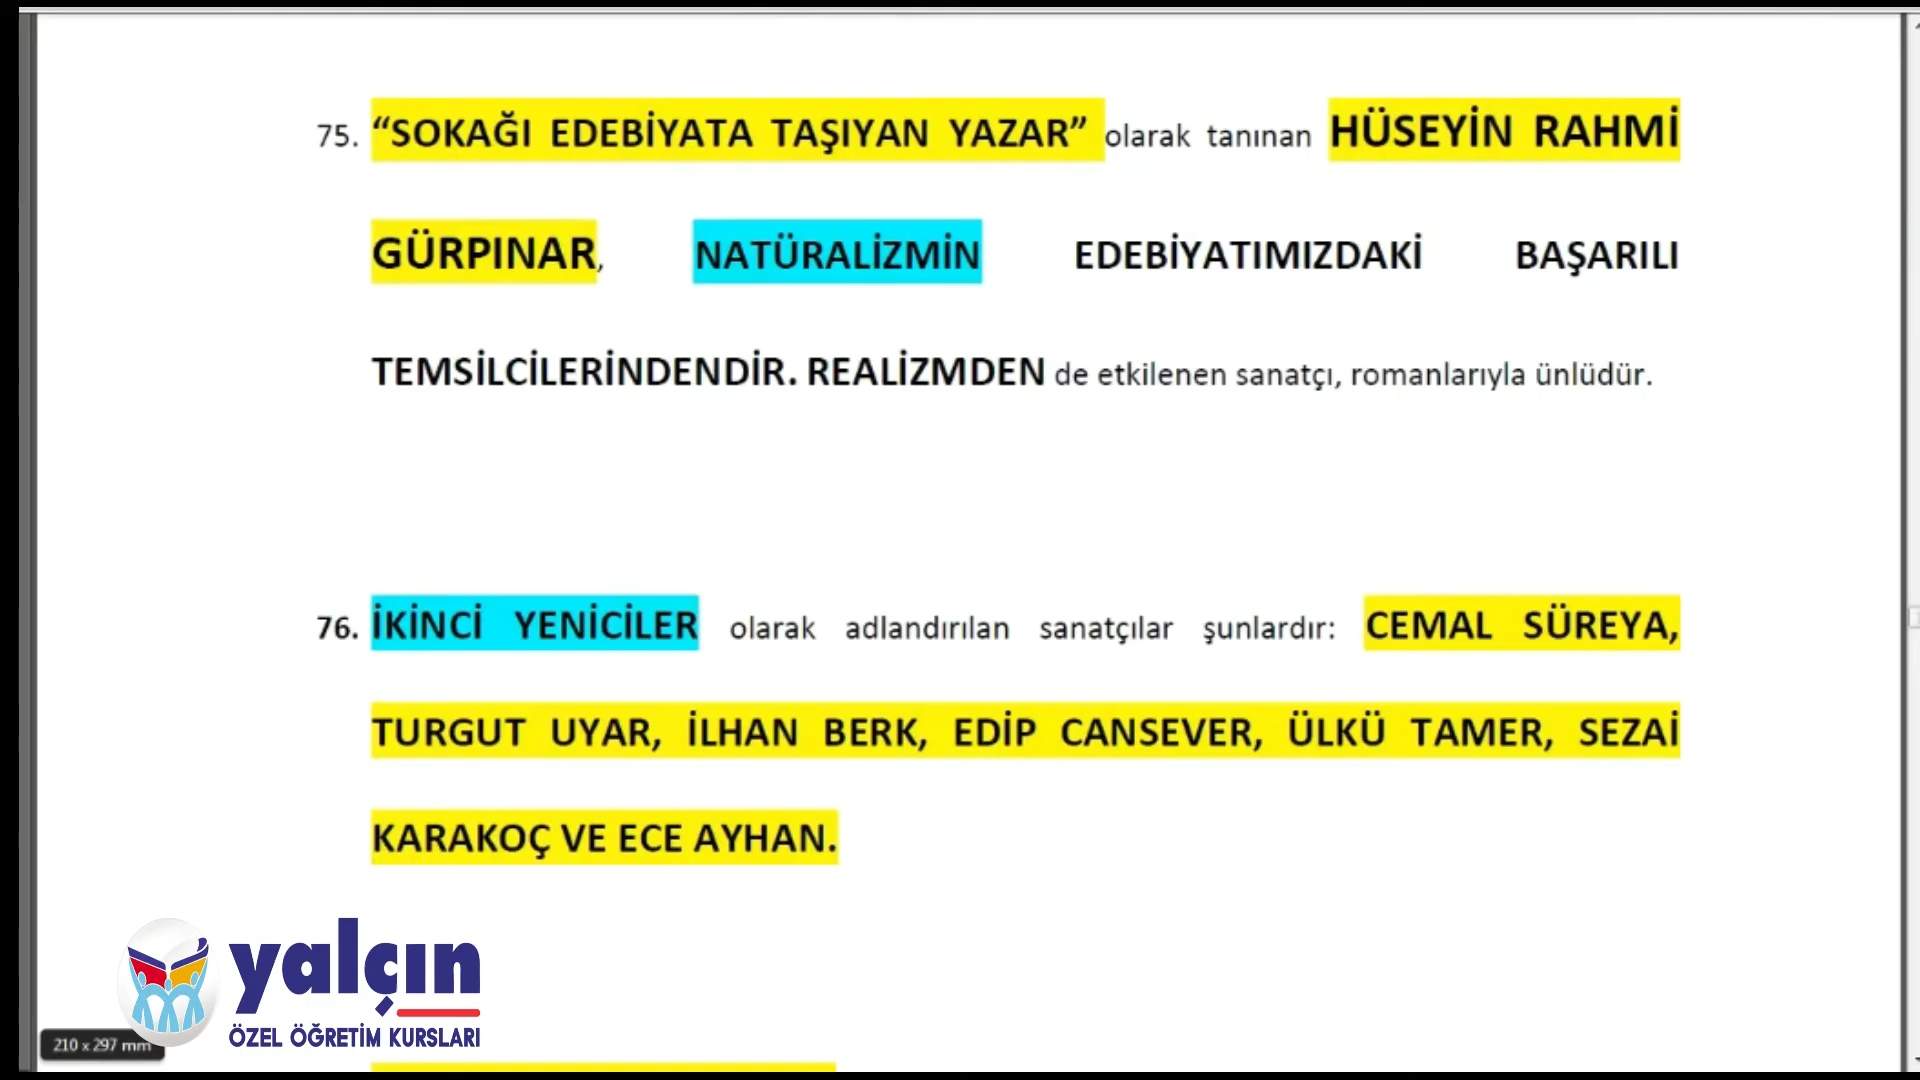 75. “SOKAĞI EDEBİYATA TAŞIYAN YAZAR” olarak tanınan HÜSEYİN RAHMİ
GÜRPINAR, NATÜRALİZMİN EDEBİYATIMIZDAKİ BAŞARILI
TEMSİLCİLERİNDENDİR. REALİZMDEN de etkilenen sanatçı, romanlarıyla ünlüdür.
76. İKİNCİ YENİCİLER olarak adlandırılan sanatçılar şunlardır: CEMAL SÜREYA,
TURGUT UYAR, İLHAN BERK, EDİP CANSEVER, ÜLKÜ TAMER, SEZAİ
KARAKOÇ VE ECE AYHAN.
yalçın
ÖZEL ÖĞRETİM KURSLARI
210 x 297 mm